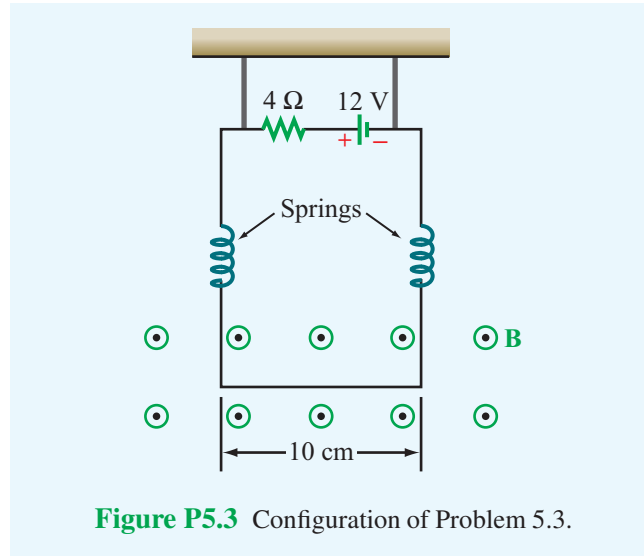 4 Ω 12 V
+ −
Springs
B
10 cm
Figure P5.3 Configuration of Problem 5.3.